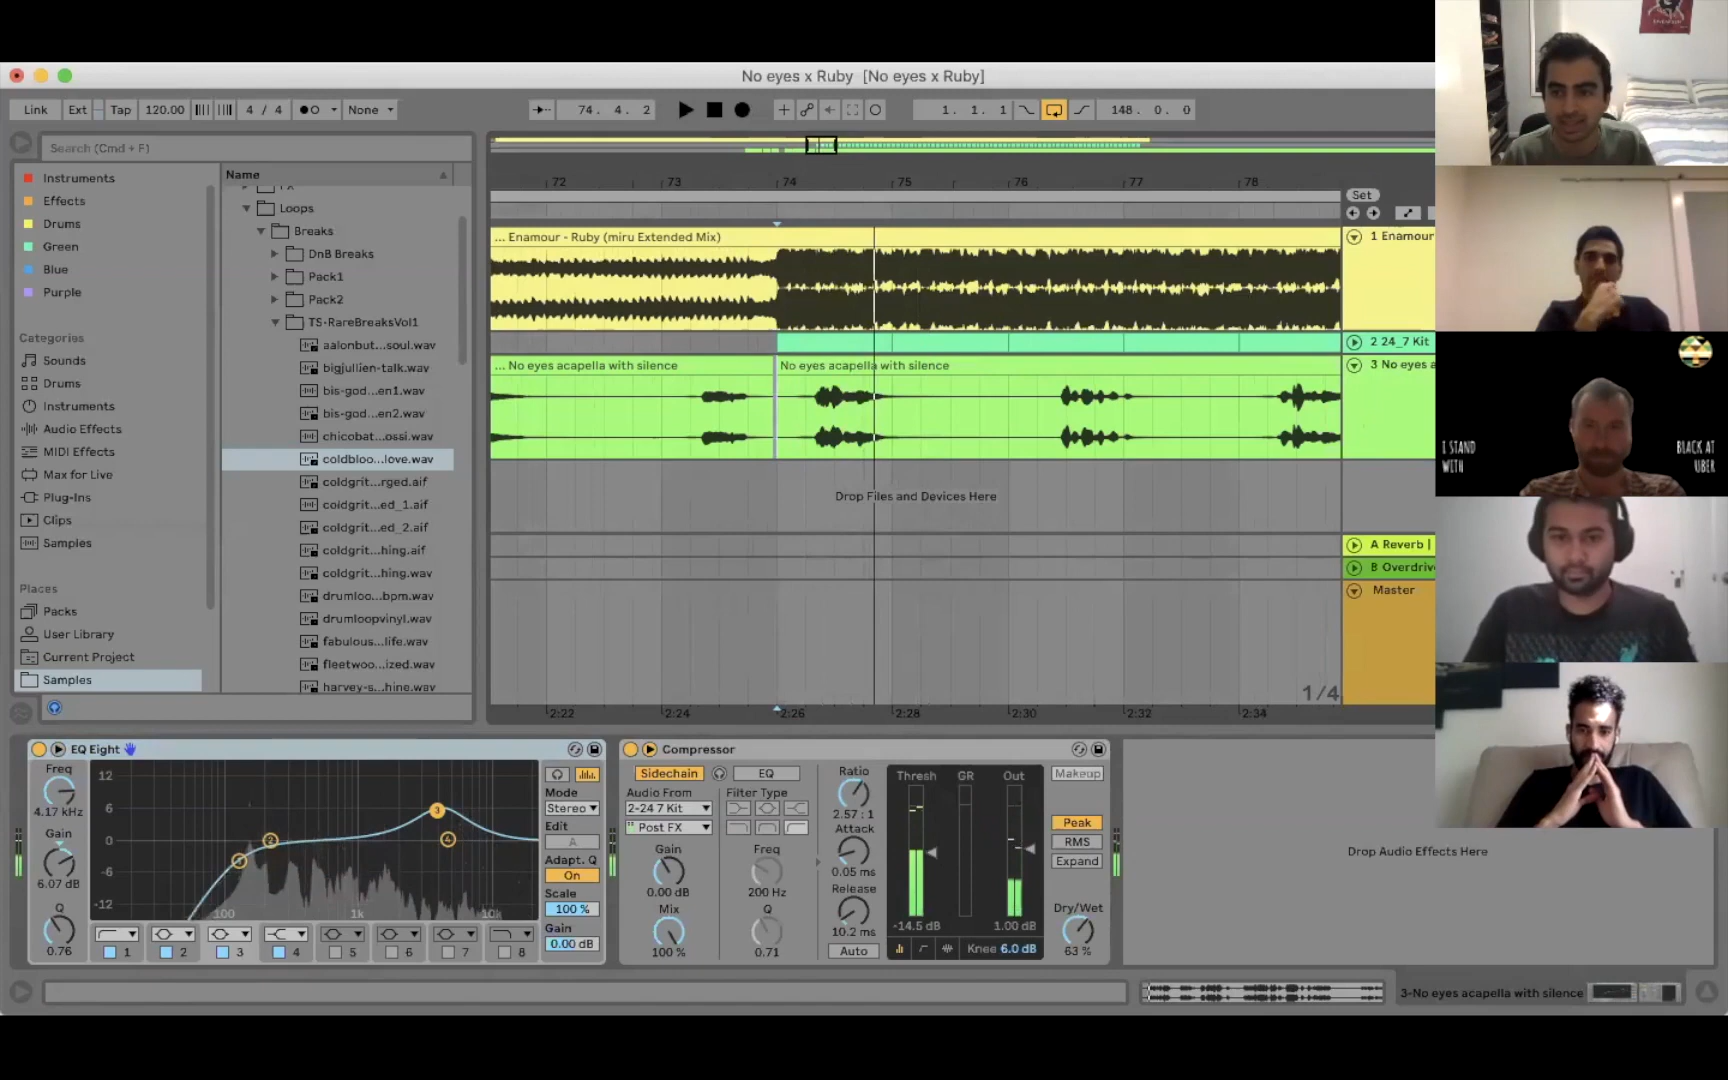 No eyes x Ruby [No eyes x Ruby]
Link Ext Tap 120.00 4 / 4 None 74. 4. 2 1. 1. 1 148. 0. 0
Search (Cmd + F)
Instruments
Effects
Drums
Green
Blue
Purple
Categories
Sounds
Drums
Instruments
Audio Effects
MIDI Effects
Max for Live
Plug-Ins
Clips
Samples
Places
Packs
User Library
Current Project
Samples
Name
Loops
Breaks
DnB Breaks
Pack1
Pack2
TS-RareBreaksVol1
aalonbut...soul.wav
bigjullien-talk.wav
bis-god...en1.wav
bis-god...en2.wav
chicobat...ossi.wav
coldbloo...love.wav
coldgrit...rged.aif
coldgrit...ed_1.aif
coldgrit...ed_2.aif
coldgrit...hing.aif
coldgrit...hing.wav
drumloo...bpm.wav
drumloopvinyl.wav
fabulous...life.wav
fleetwoo...ized.wav
harvey-s...hine.wav
72 73 74 75 76 77 78
Set
... Enamour - Ruby (miru Extended Mix)
1 Enamour
2 24_7 Kit
... No eyes acapella with silence
No eyes acapella with silence
3 No eyes a
Drop Files and Devices Here
A Reverb |
B Overdrive
Master
1/4
2:22 2:24 2:26 2:28 2:30 2:32 2:34
I STAND
WITH
BLACK AT
UBER
EQ Eight
Freq
4.17 kHz
Gain
6.07 dB
Q
0.76
12
6
0
-6
-12
100 1k 10k
3
2
4
1 2 3 4 5 6 7 8
Mode
Stereo
Edit
A
Adapt. Q
On
Scale
100 %
Gain
0.00 dB
Compressor
Sidechain
EQ
Audio From
2-24 7 Kit
Post FX
Filter Type
Gain
0.00 dB
Freq
200 Hz
Mix
100 %
Q
0.71
Ratio
2.57 : 1
Attack
0.05 ms
Release
10.2 ms
Auto
Thresh GR Out
-14.5 dB
1.00 dB
Knee 6.0 dB
Makeup
Peak
RMS
Expand
Dry/Wet
63 %
Drop Audio Effects Here
3-No eyes acapella with silence